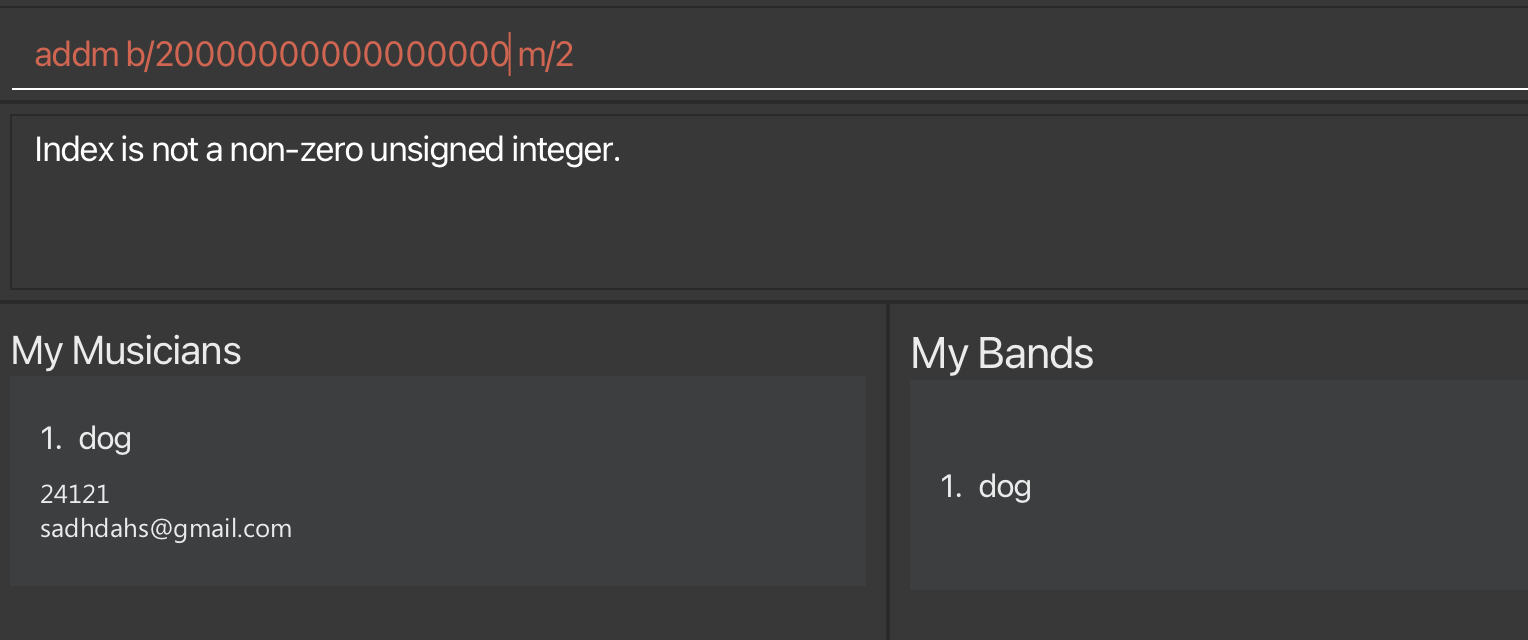 addm b/200000000000000000 m/2
Index is not a non-zero unsigned integer.
My Musicians
1. dog
24121
sadhdahs@gmail.com
My Bands
1. dog